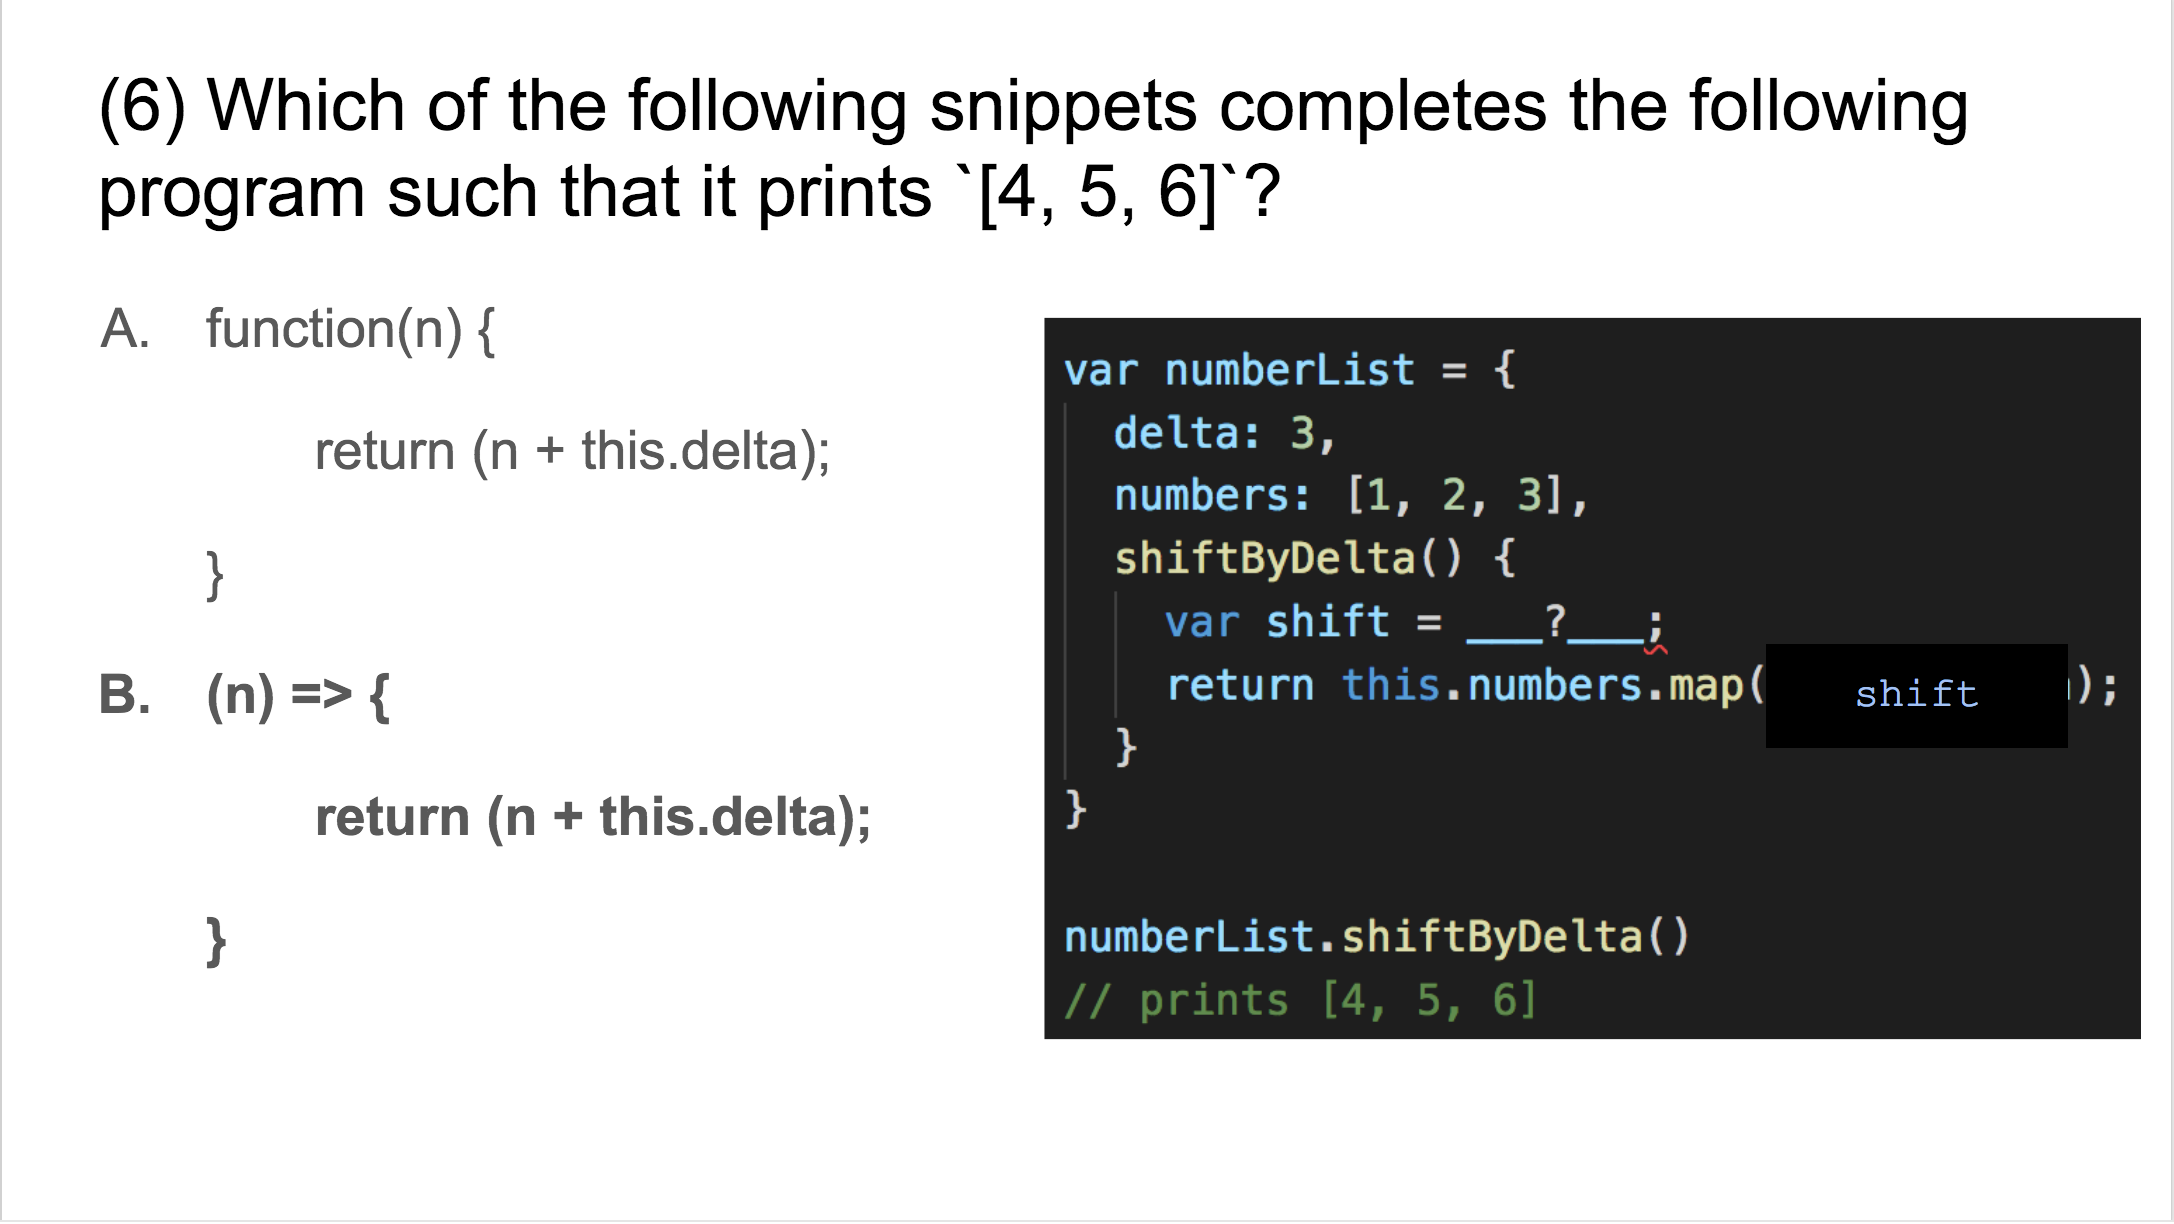 (6) Which of the following snippets completes the following
program such that it prints `[4, 5, 6]`?
A. function(n) {
return (n + this.delta);
}
B. (n) => {
return (n + this.delta);
}
var numberList = {
delta: 3,
numbers: [1, 2, 3],
shiftByDelta() {
var shift = ___?___;
return this.numbers.map(shift);
}
}
numberList.shiftByDelta()
// prints [4, 5, 6]